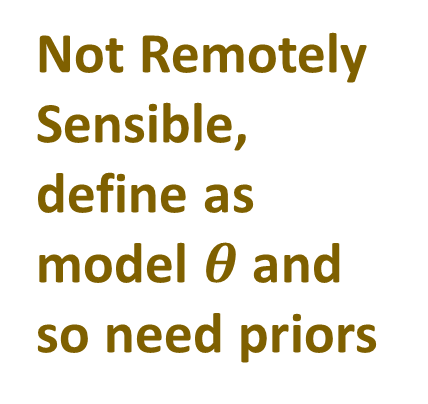 Not Remotely
Sensible,
define as
model θ and
so need priors